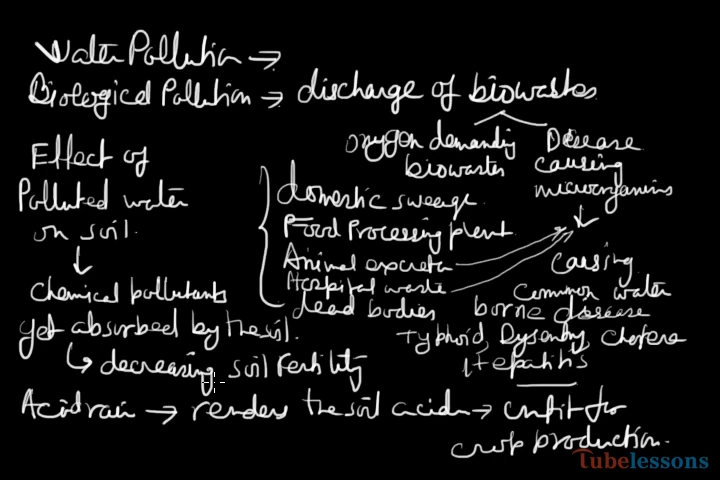 Water Pollution →
Biological Pollution → discharge of biowastes
oxygen demanding biowastes
Disease causing microorganisms
Effect of
Polluted water
on soil.
↓
Chemical pollutants
get absorbed by the soil.
↳ decreasing soil fertility
domestic sweage
Food Processing plant
Animal excreta
Hospital waste
dead bodies
causing
Common water
borne disease
Typhoid, Dysentry, Cholera
Hepatitis
Acid rain → renders the soil acidic → unfit for
crop production.
Tubelessons